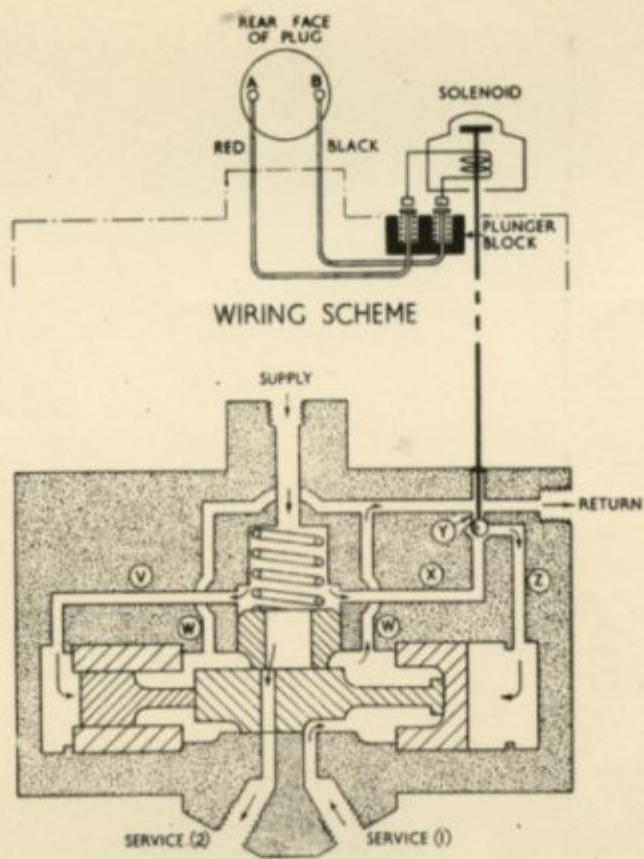 REAR FACE
OF PLUG
A
B
SOLENOID
RED
BLACK
PLUNGER
BLOCK
WIRING SCHEME
SUPPLY
RETURN
Y
V
X
Z
W
W
SERVICE (2)
SERVICE (1)